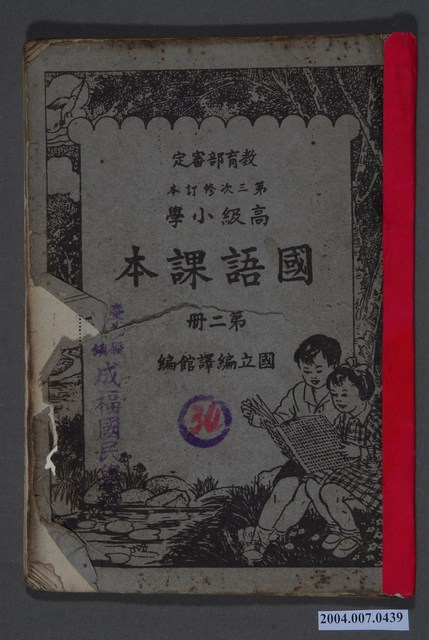 教育部審定
第三次修訂本
高級小學
國語課本
第二冊
國立編譯館編
30
成福國民學
2004.007.0439